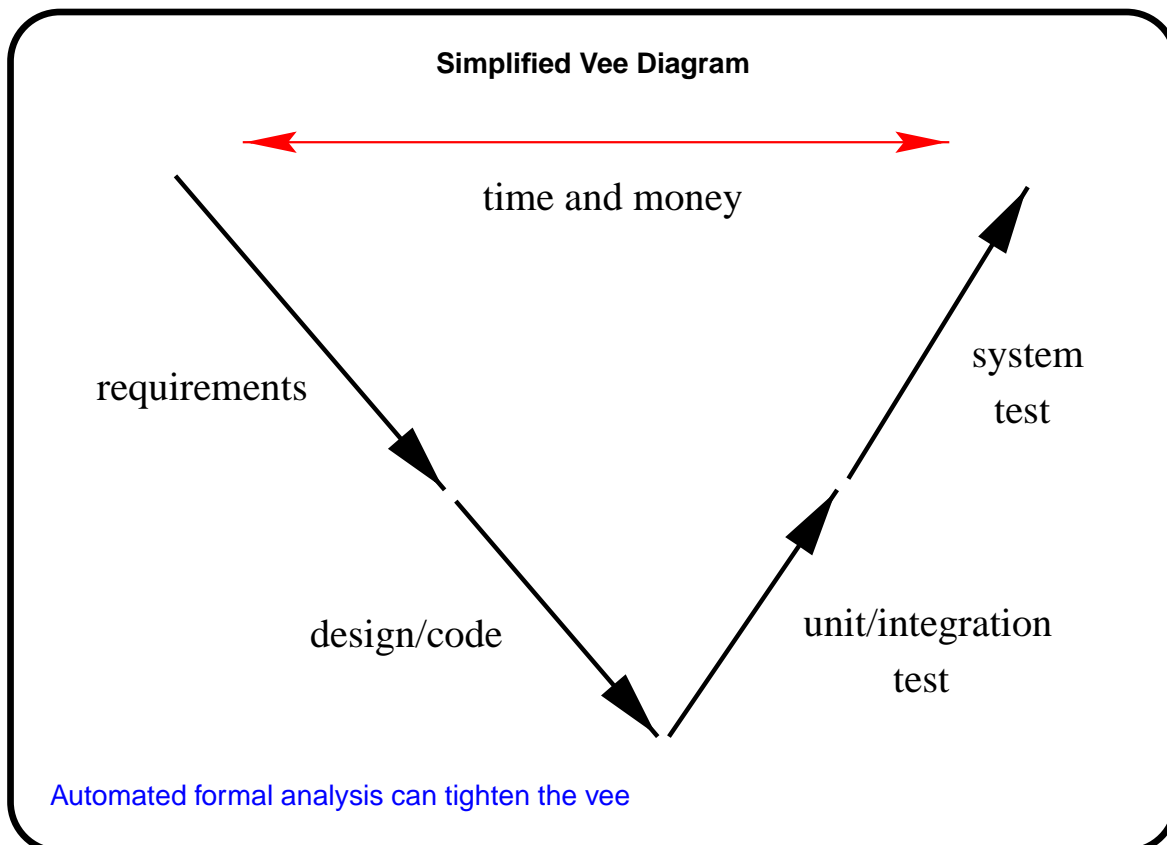 Simplified Vee Diagram
time and money
requirements
system
test
design/code
unit/integration
test
Automated formal analysis can tighten the vee